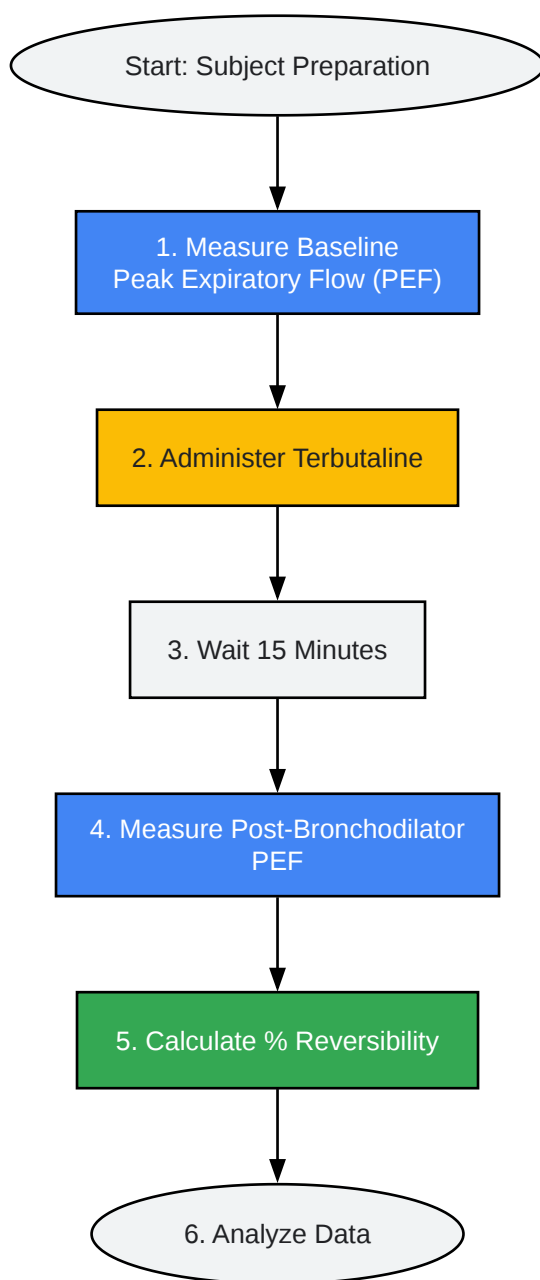 Start: Subject Preparation
1. Measure Baseline
Peak Expiratory Flow (PEF)
2. Administer Terbutaline
3. Wait 15 Minutes
4. Measure Post-Bronchodilator
PEF
5. Calculate % Reversibility
6. Analyze Data